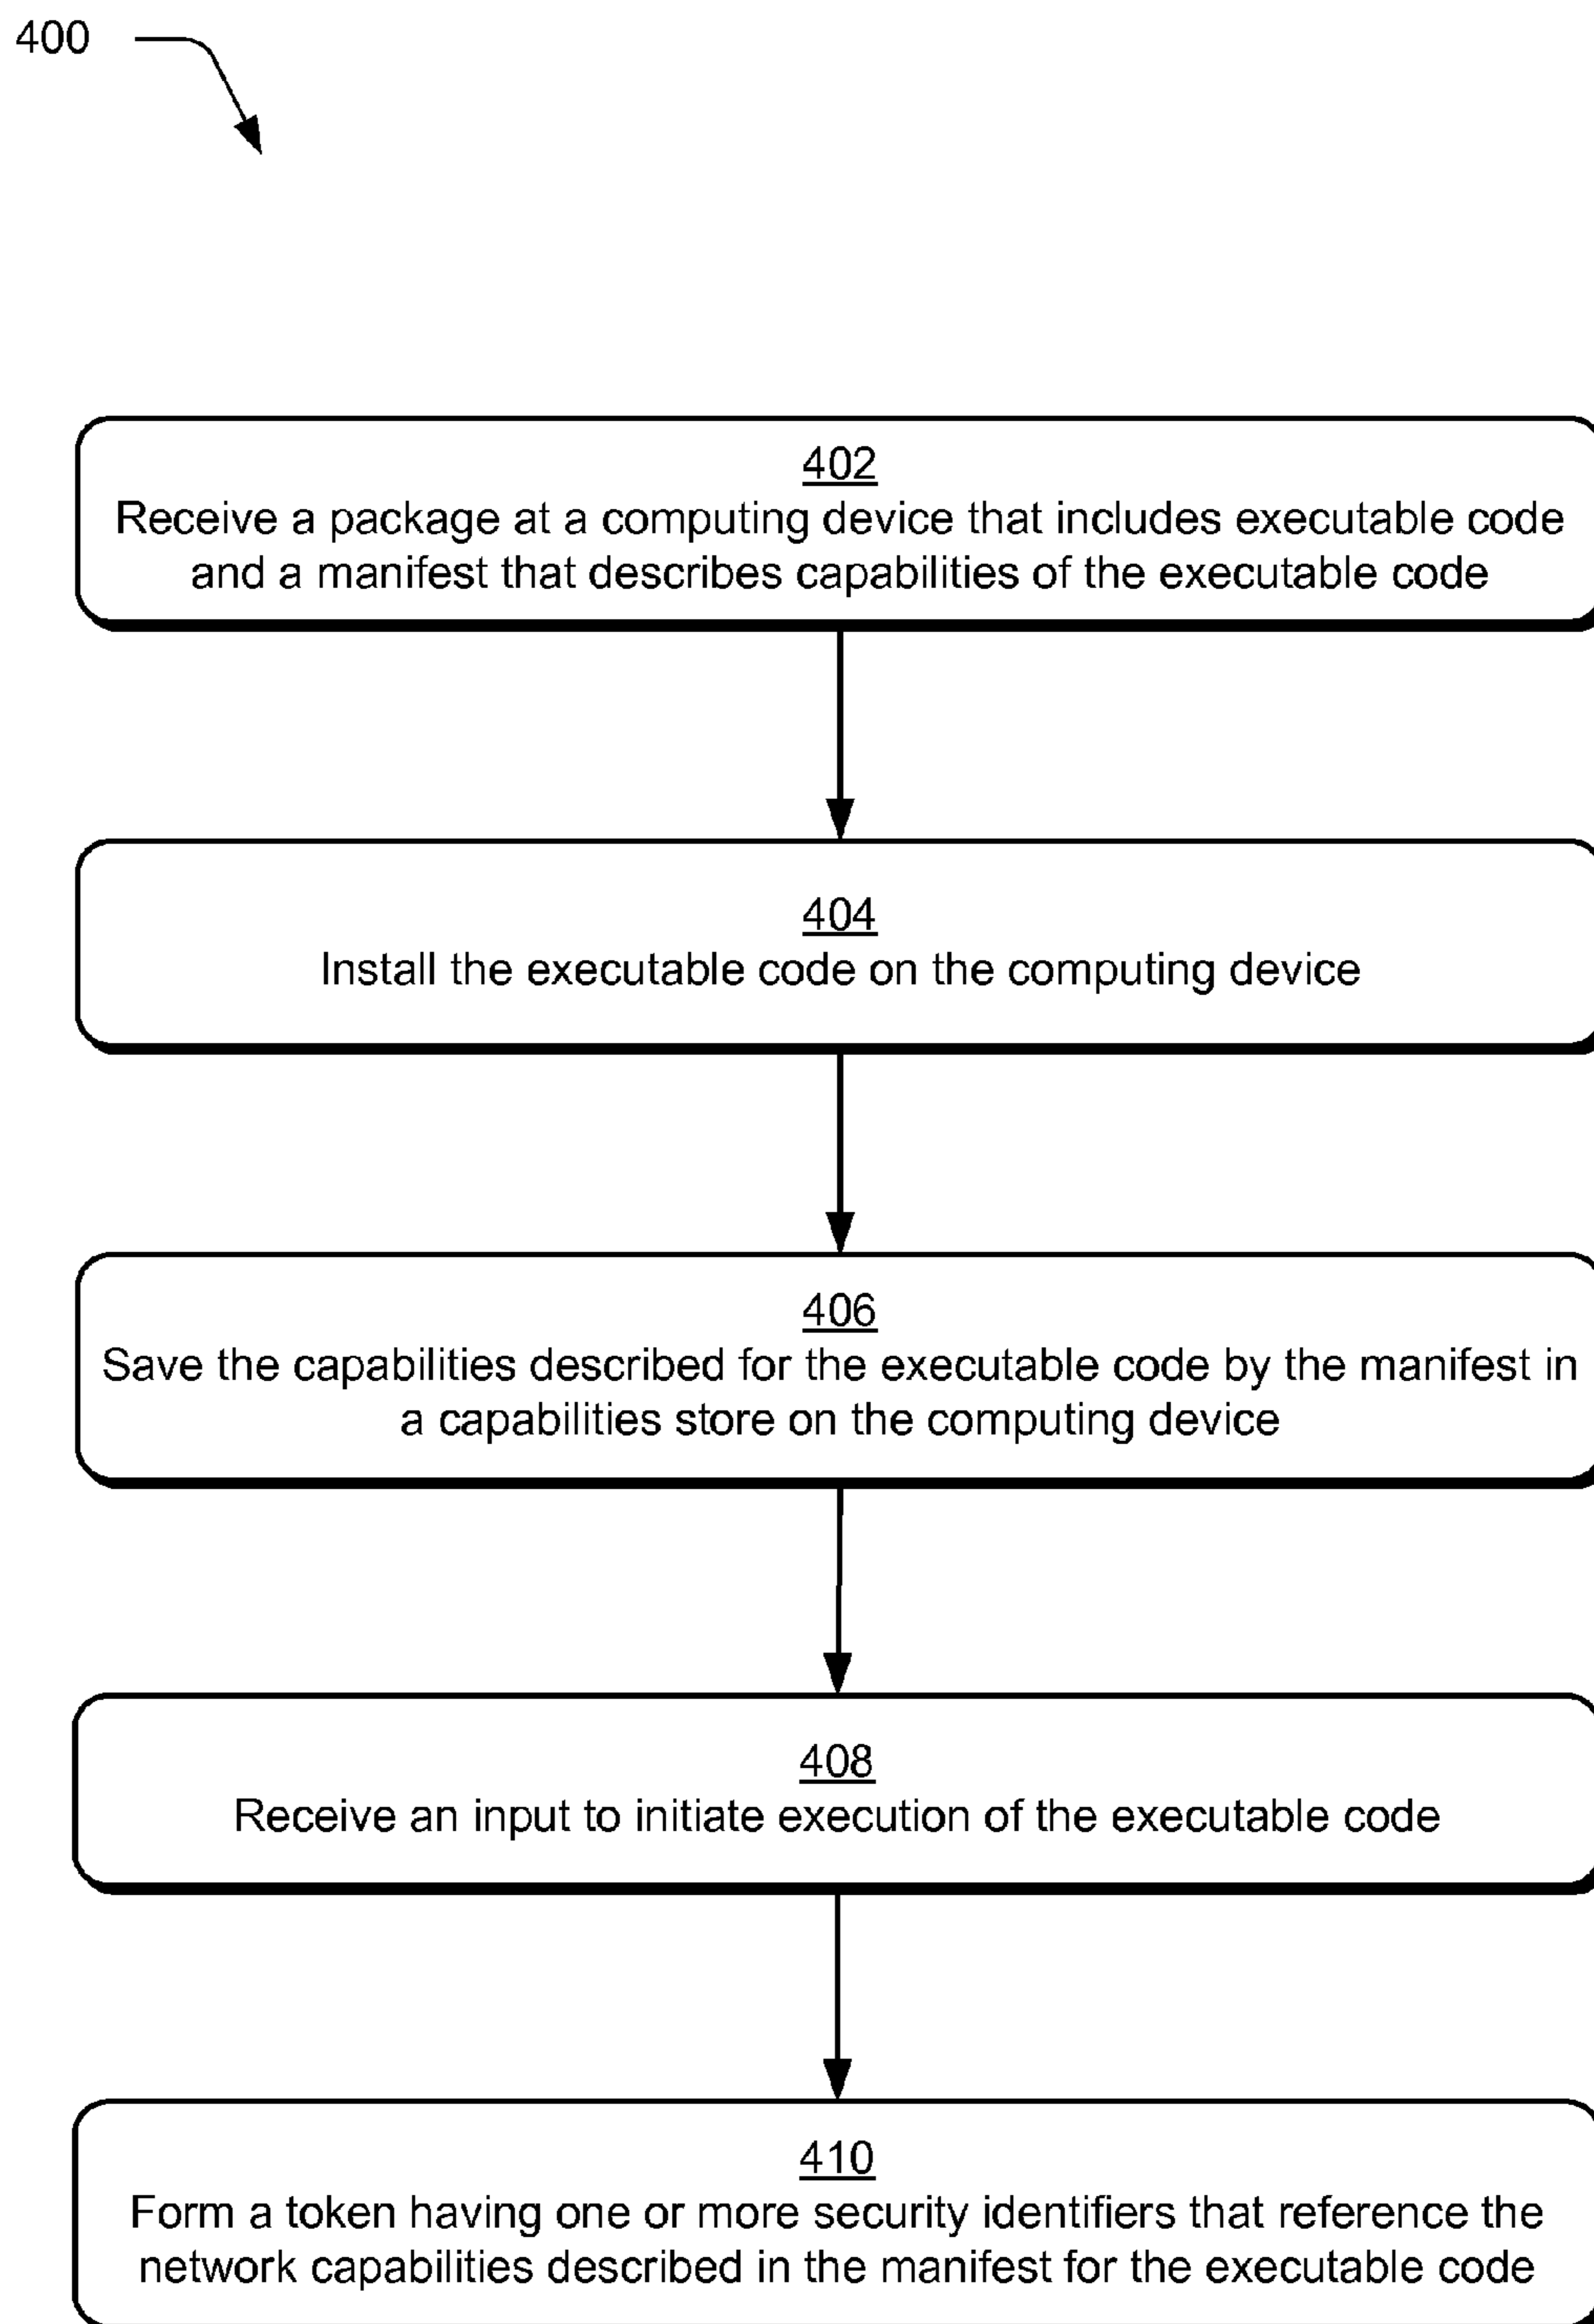 400
402
Receive a package at a computing device that includes executable code
and a manifest that describes capabilities of the executable code
404
Install the executable code on the computing device
406
Save the capabilities described for the executable code by the manifest in
a capabilities store on the computing device
408
Receive an input to initiate execution of the executable code
410
Form a token having one or more security identifiers that reference the
network capabilities described in the manifest for the executable code